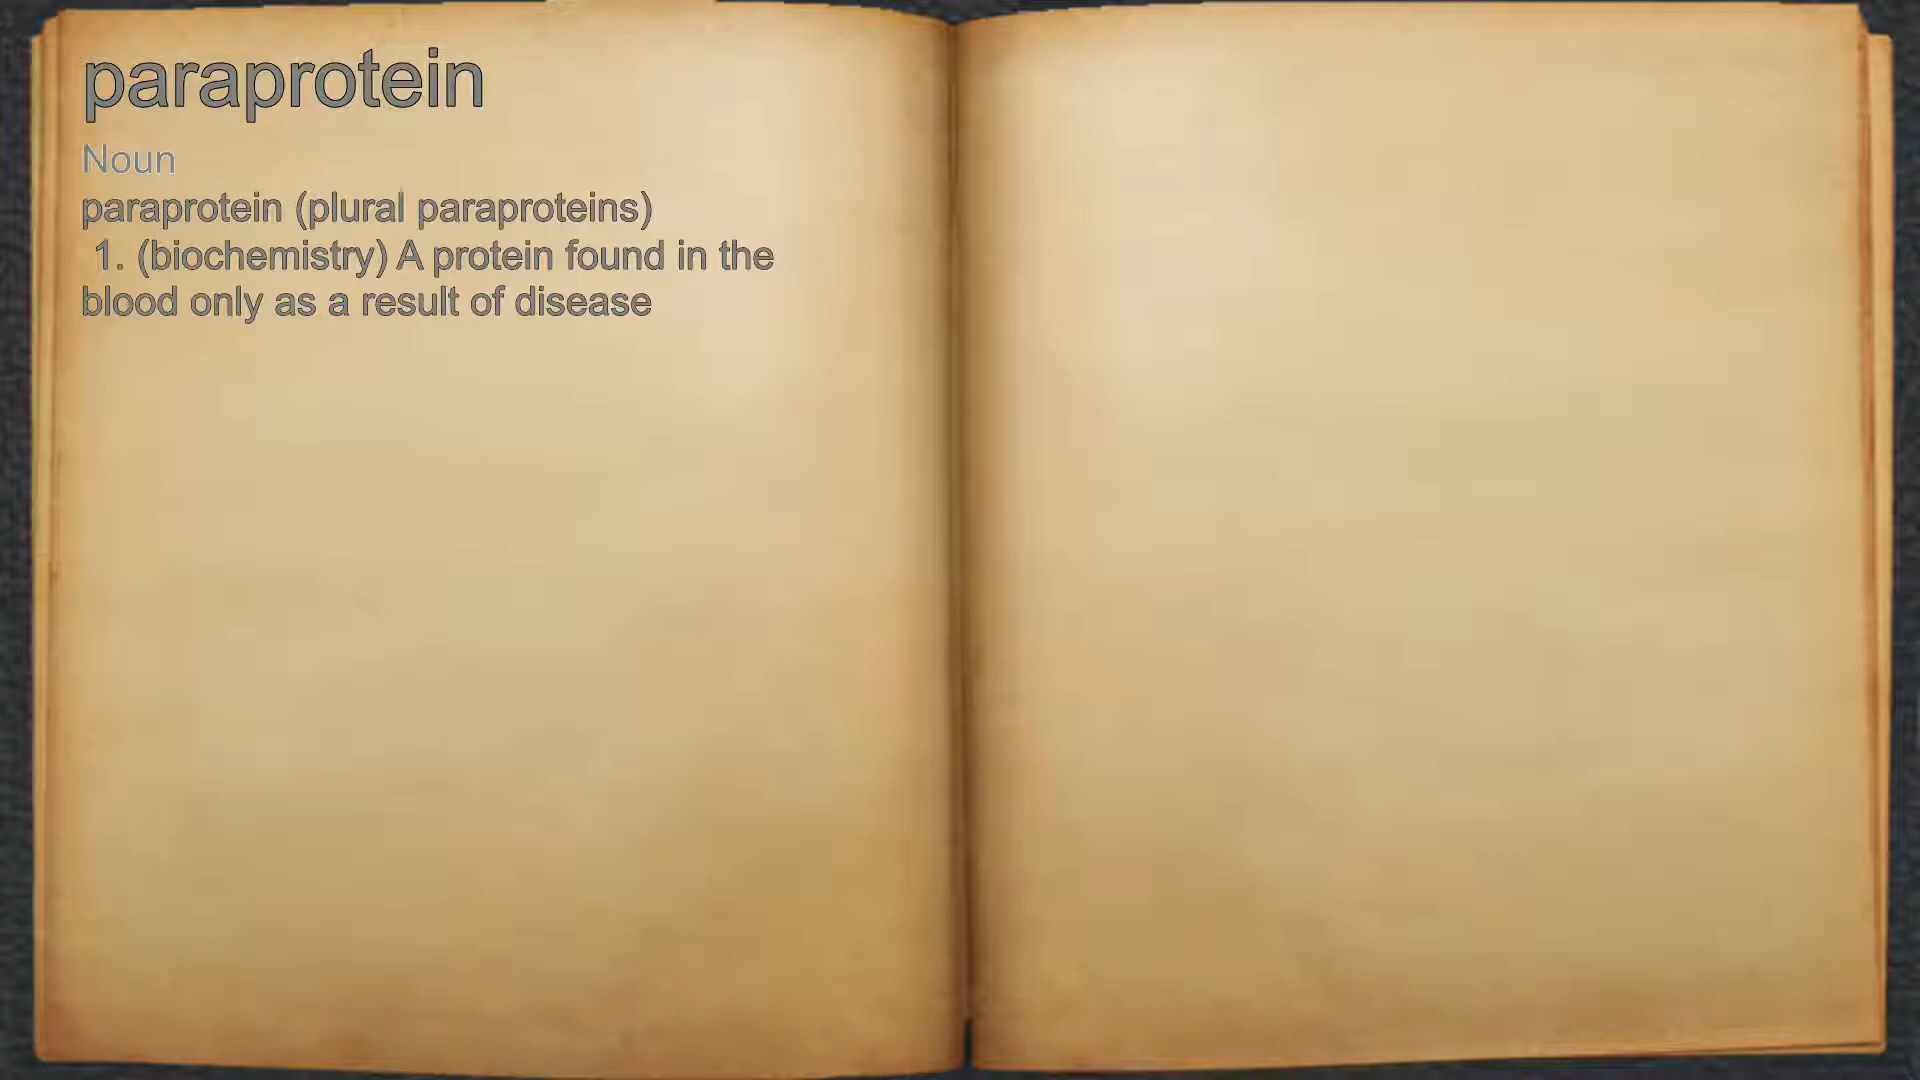 paraprotein
Noun
paraprotein (plural paraproteins)
1. (biochemistry) A protein found in the
blood only as a result of disease